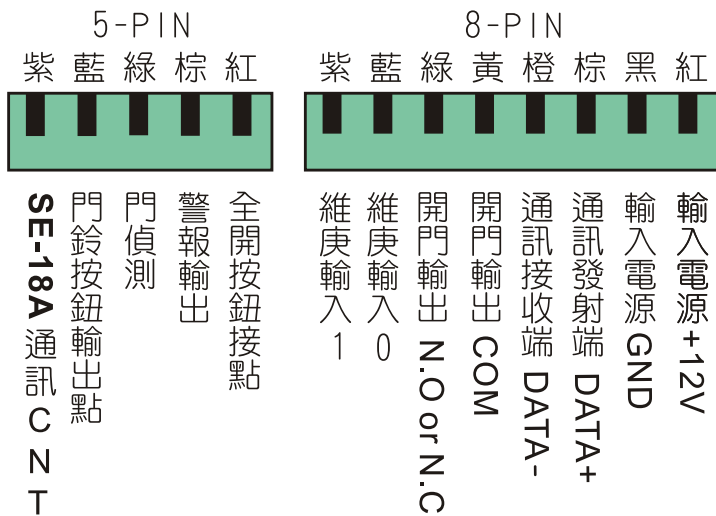 5-PIN
紫 藍 綠 棕 紅
SE-18A 通訊 CNT
門鈴按鈕輸出點
門偵測
警報輸出
全開按鈕接點
8-PIN
紫 藍 綠 黃 橙 棕 黑 紅
維庚輸入1
維庚輸入0
開門輸出 N.O or N.C
開門輸出 COM
通訊接收端 DATA-
通訊發射端 DATA+
輸入電源 GND
輸入電源+12V